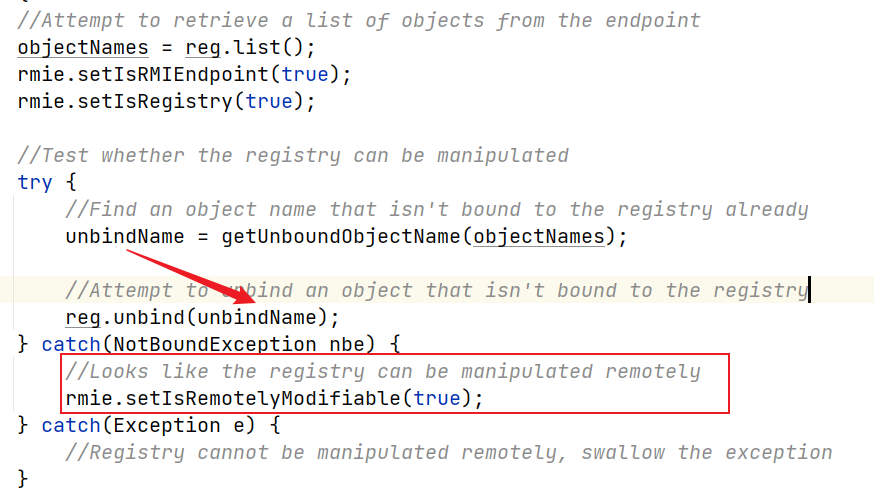 //Attempt to retrieve a list of objects from the endpoint
objectNames = reg.list();
rmie.setIsRMIEndpoint(true);
rmie.setIsRegistry(true);
//Test whether the registry can be manipulated
try {
//Find an object name that isn't bound to the registry already
unbindName = getUnboundObjectName(objectNames);
//Attempt to unbind an object that isn't bound to the registry
reg.unbind(unbindName);
} catch(NotBoundException nbe) {
//Looks like the registry can be manipulated remotely
rmie.setIsRemotelyModifiable(true);
} catch(Exception e) {
//Registry cannot be manipulated remotely, swallow the exception
}